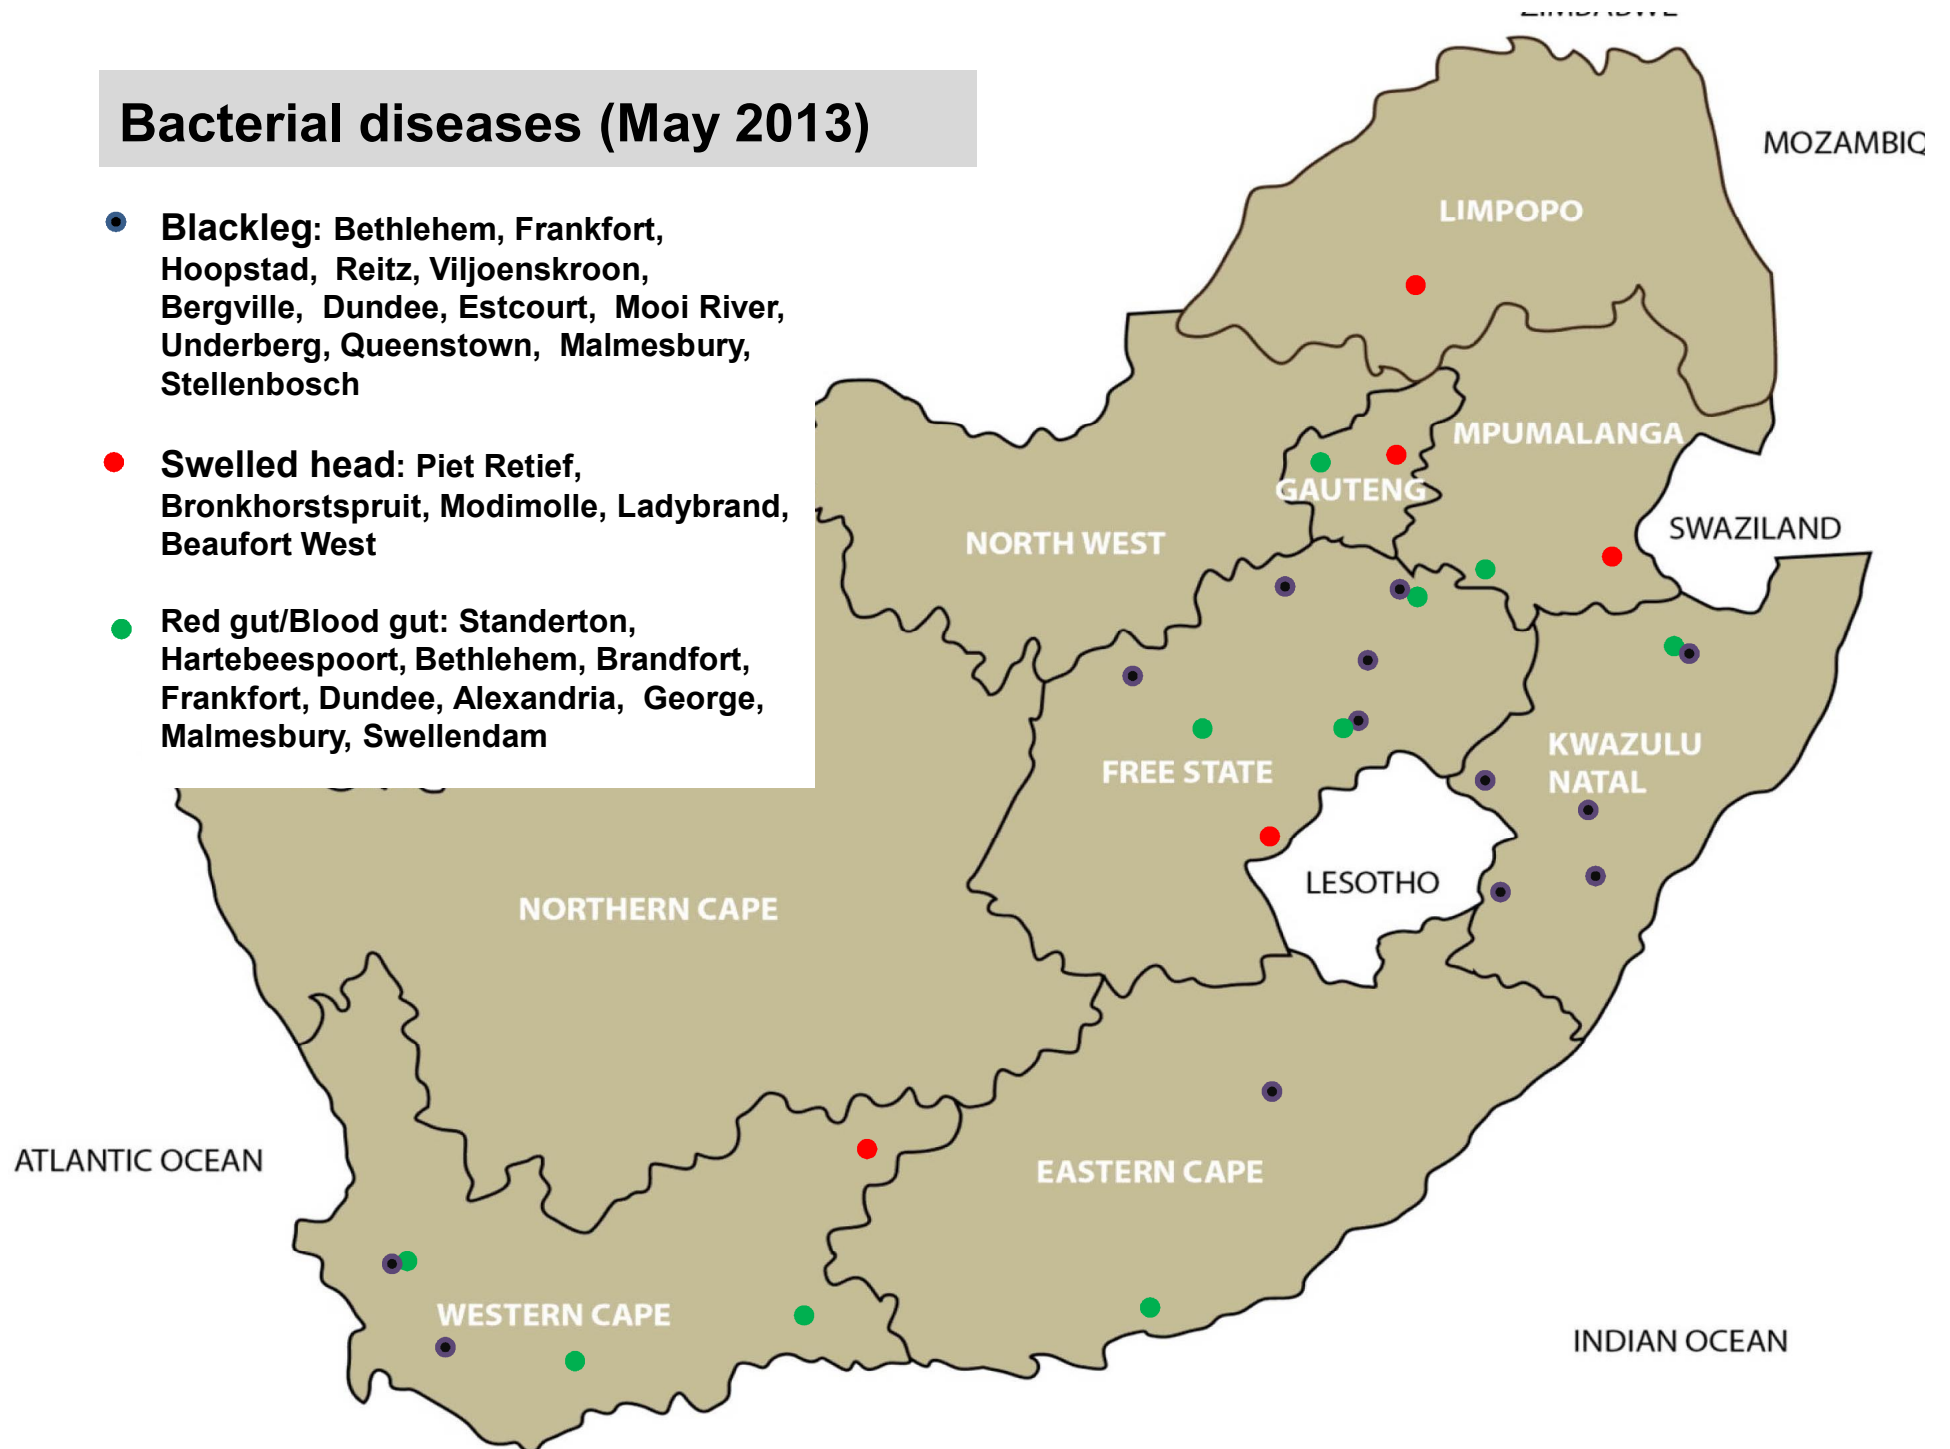 ZIMBABWE
Bacterial diseases (May 2013)
MOZAMBIQ
Blackleg: Bethlehem, Frankfort,
Hoopstad, Reitz, Viljoenskroon,
Bergville, Dundee, Estcourt, Mooi River,
Underberg, Queenstown, Malmesbury,
Stellenbosch
Swelled head: Piet Retief,
Bronkhorstspruit, Modimolle, Ladybrand,
Beaufort West
Red gut/Blood gut: Standerton,
Hartebeespoort, Bethlehem, Brandfort,
Frankfort, Dundee, Alexandria, George,
Malmesbury, Swellendam
LIMPOPO
MPUMALANGA
GAUTENG
NORTH WEST
SWAZILAND
FREE STATE
KWAZULU
NATAL
LESOTHO
NORTHERN CAPE
ATLANTIC OCEAN
EASTERN CAPE
WESTERN CAPE
INDIAN OCEAN